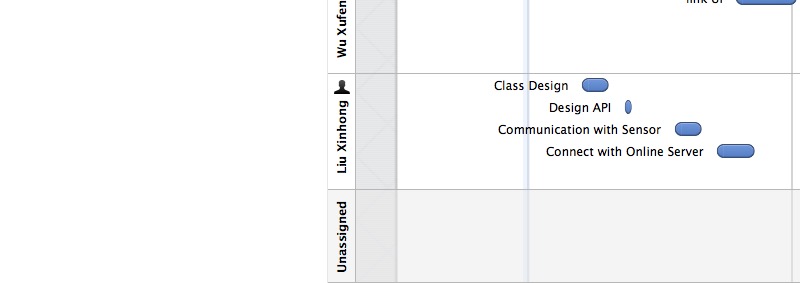 Wu Xufen
Class Design
Design API
Communication with Sensor
Connect with Online Server
Liu Xinhong
Unassigned